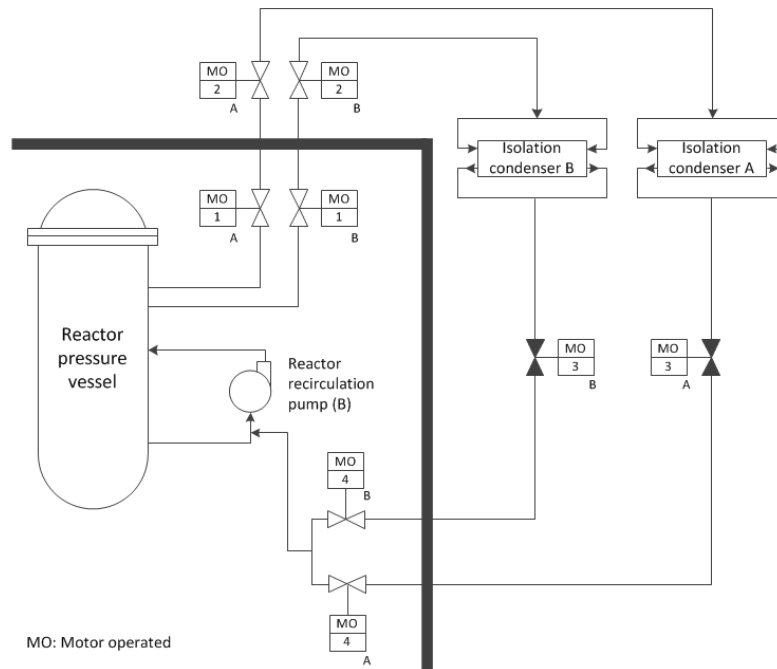 MO
2
A
MO
2
B
Isolation
condenser B
Isolation
condenser A
MO
1
A
MO
1
B
Reactor
pressure
vessel
Reactor
recirculation
pump (B)
MO
3
B
MO
3
A
MO
4
B
MO
4
A
MO: Motor operated